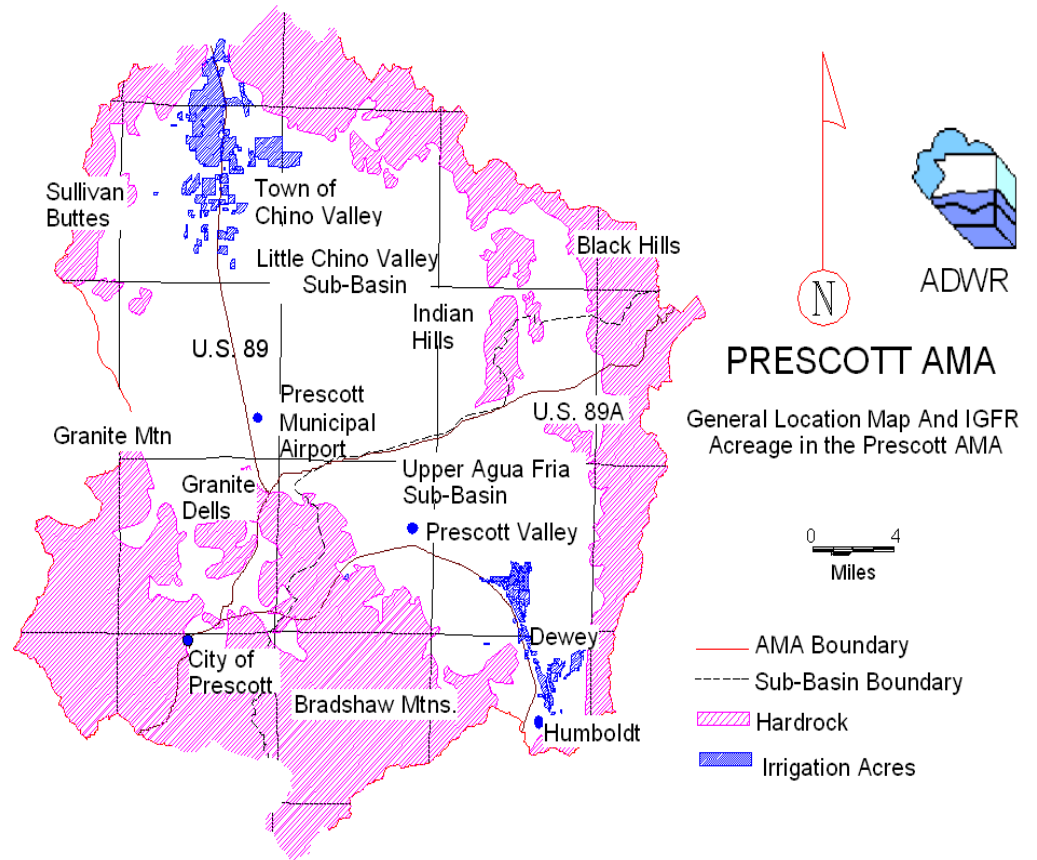 Sullivan
Buttes
Town of
Chino Valley
Little Chino Valley
Sub-Basin
Black Hills
Indian
Hills
U.S. 89
Prescott
Municipal
Airport
U.S. 89A
Granite Mtn
Granite
Dells
Upper Agua Fria
Sub-Basin
Prescott Valley
Dewey
City of
Prescott
Bradshaw Mtns.
Humboldt
ADWR
N
PRESCOTT AMA
General Location Map And IGFR
Acreage in the Prescott AMA
0 4
Miles
AMA Boundary
Sub-Basin Boundary
Hardrock
Irrigation Acres